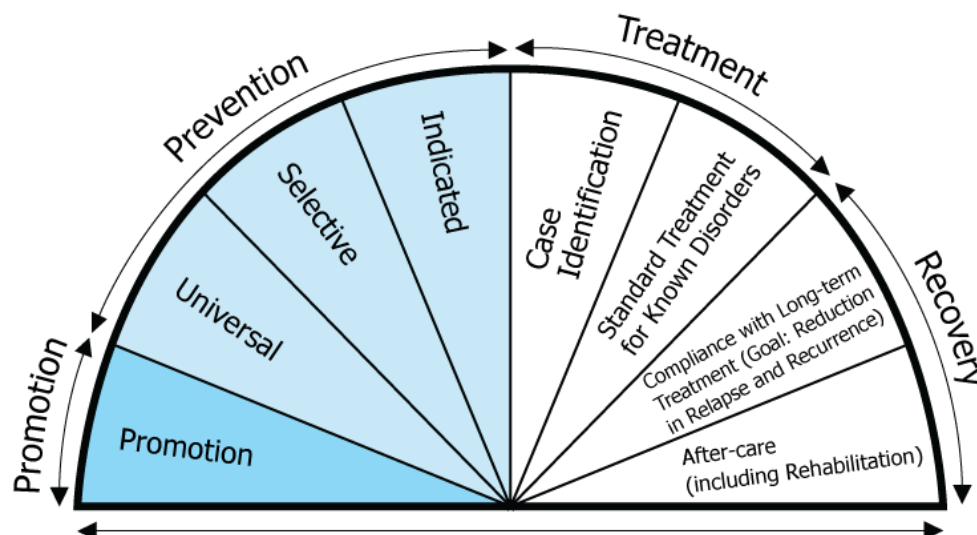 Promotion
Prevention
Treatment
Recovery
Promotion
Universal
Selective
Indicated
Case
Identification
Standard Treatment
for Known Disorders
Compliance with Long-term
Treatment (Goal: Reduction
in Relapse and Recurrence)
After-care
(including Rehabilitation)